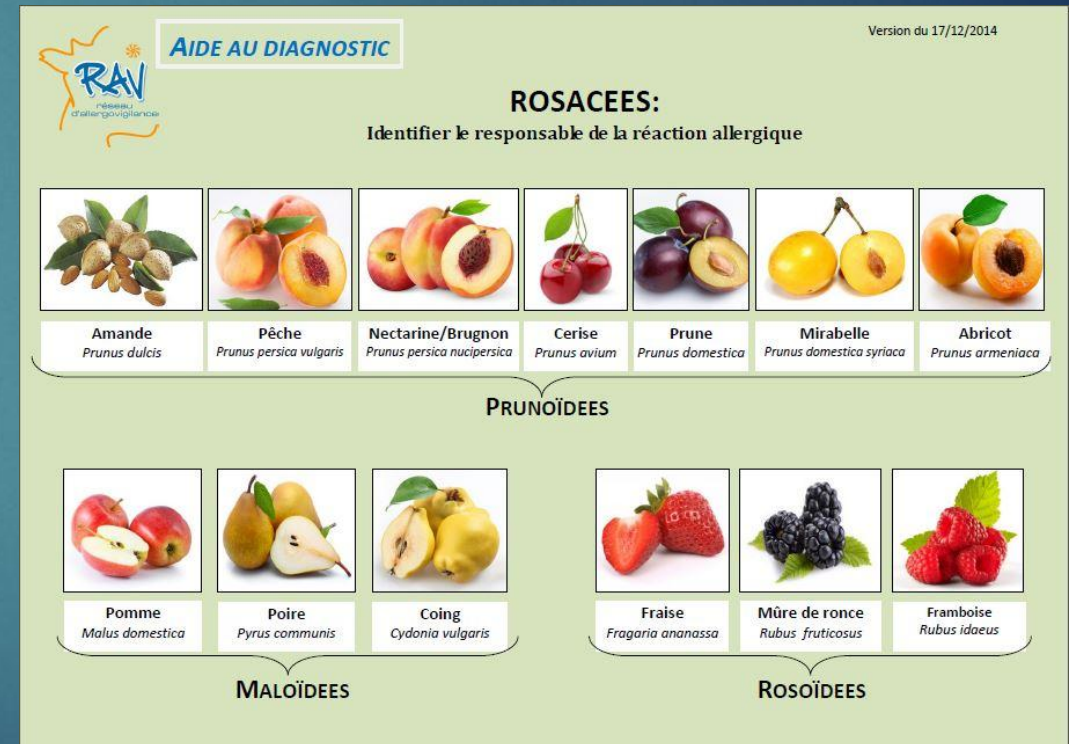 AIDE AU DIAGNOSTIC
Version du 17/12/2014
RAV
réseau
d'allergovigilance
ROSACEES:
Identifier le responsable de la réaction allergique
Amande
Prunus dulcis
Pêche
Prunus persica vulgaris
Nectarine/Brugnon
Prunus persica nucipersica
Cerise
Prunus avium
Prune
Prunus domestica
Mirabelle
Prunus domestica syriaca
Abricot
Prunus armeniaca
PRUNOÏDEES
Pomme
Malus domestica
Poire
Pyrus communis
Coing
Cydonia vulgaris
Fraise
Fragaria ananassa
Mûre de ronce
Rubus fruticosus
Framboise
Rubus idaeus
MALOÏDEES
ROSOÏDEES